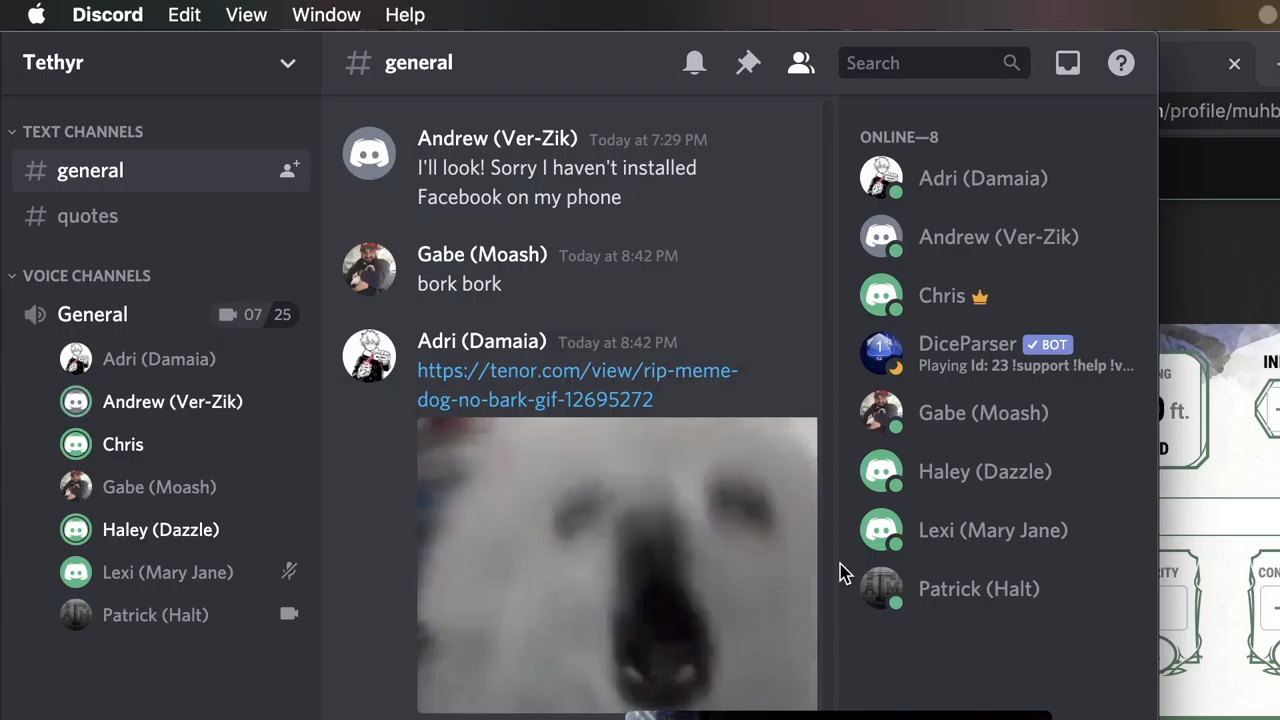 Discord Edit View Window Help
Tethyr
# general
Search
TEXT CHANNELS
# general
# quotes
VOICE CHANNELS
General 07 25
Adri (Damaia)
Andrew (Ver-Zik)
Chris
Gabe (Moash)
Haley (Dazzle)
Lexi (Mary Jane)
Patrick (Halt)
Andrew (Ver-Zik) Today at 7:29 PM
I'll look! Sorry I haven't installed
Facebook on my phone
Gabe (Moash) Today at 8:42 PM
bork bork
Adri (Damaia) Today at 8:42 PM
https://tenor.com/view/rip-meme-
dog-no-bark-gif-12695272
ONLINE—8
Adri (Damaia)
Andrew (Ver-Zik)
Chris
1
DiceParser ✓ BOT
Playing Id: 23 !support !help !v...
Gabe (Moash)
Haley (Dazzle)
Lexi (Mary Jane)
Patrick (Halt)
/profile/muhb
ft.